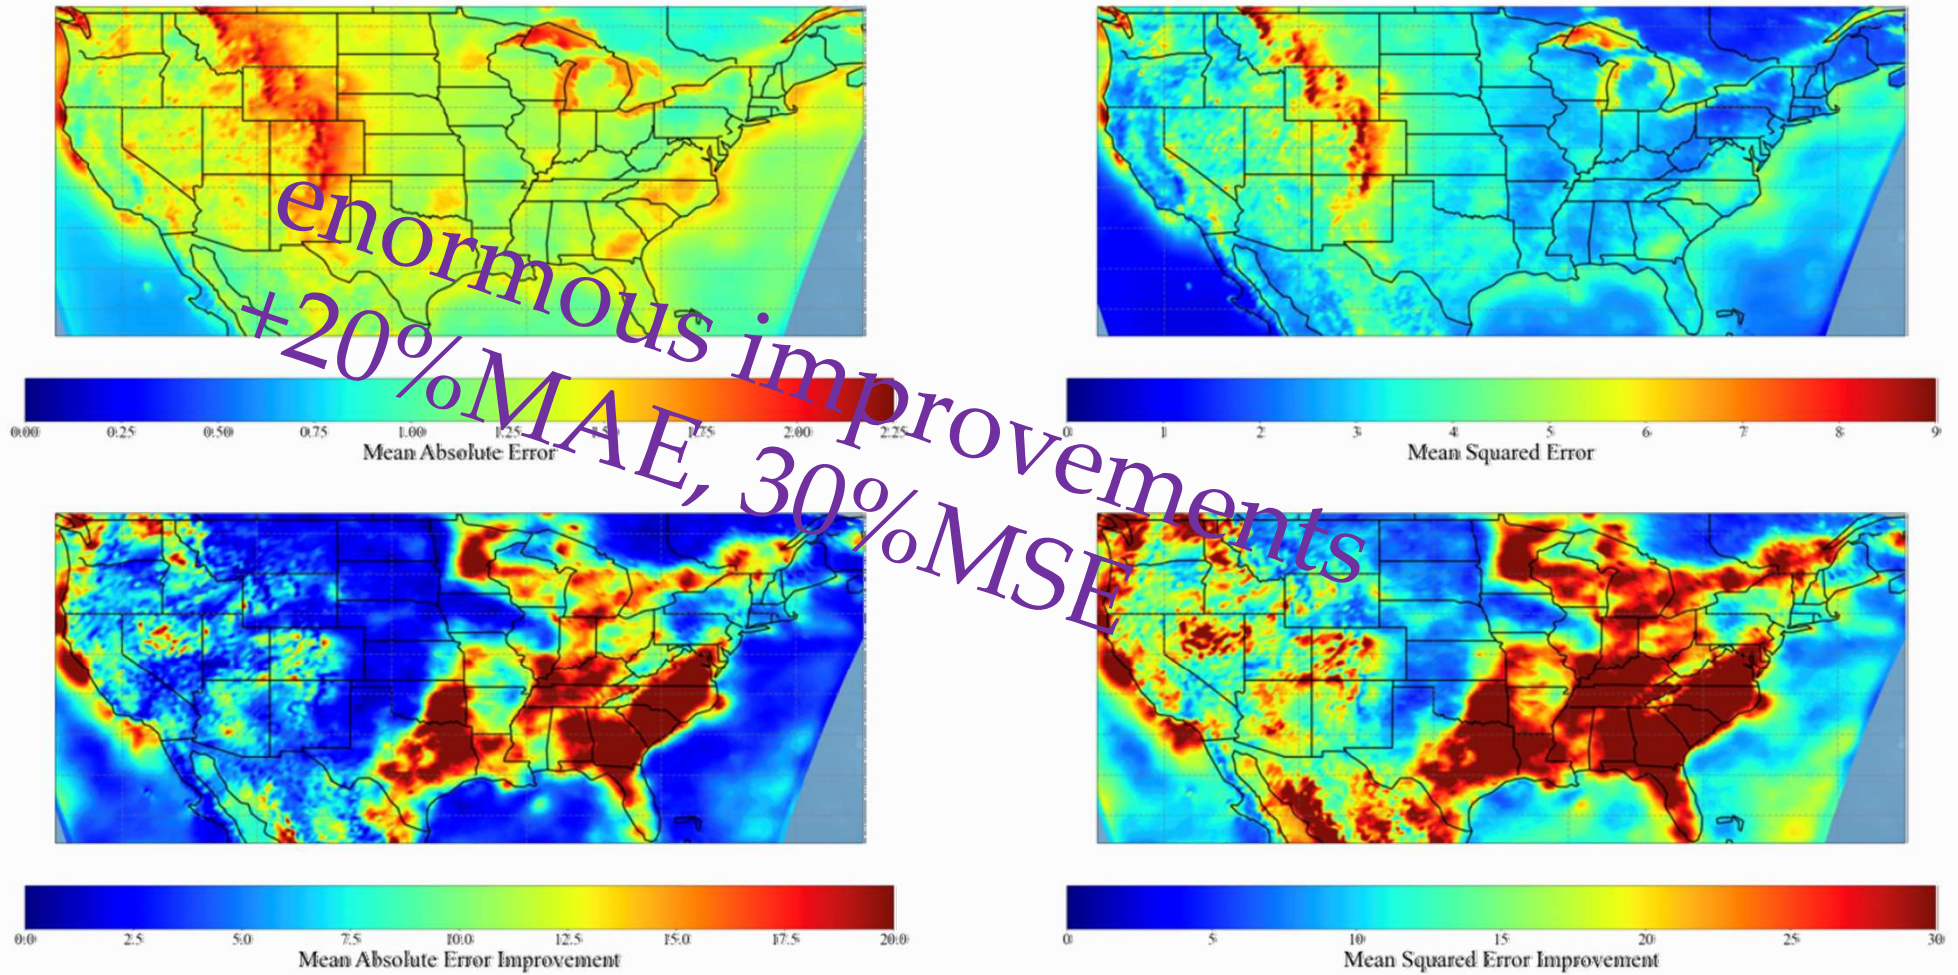 enormous improvements
+20%MAE, 30%MSE
0.00 0.25 0.50 0.75 1.00 1.25 1.50 1.75 2.00 2.25
Mean Absolute Error
0 1 2 3 4 5 6 7 8 9
Mean Squared Error
0.0 2.5 5.0 7.5 10.0 12.5 15.0 17.5 20.0
Mean Absolute Error Improvement
0 5 10 15 20 25 30
Mean Squared Error Improvement